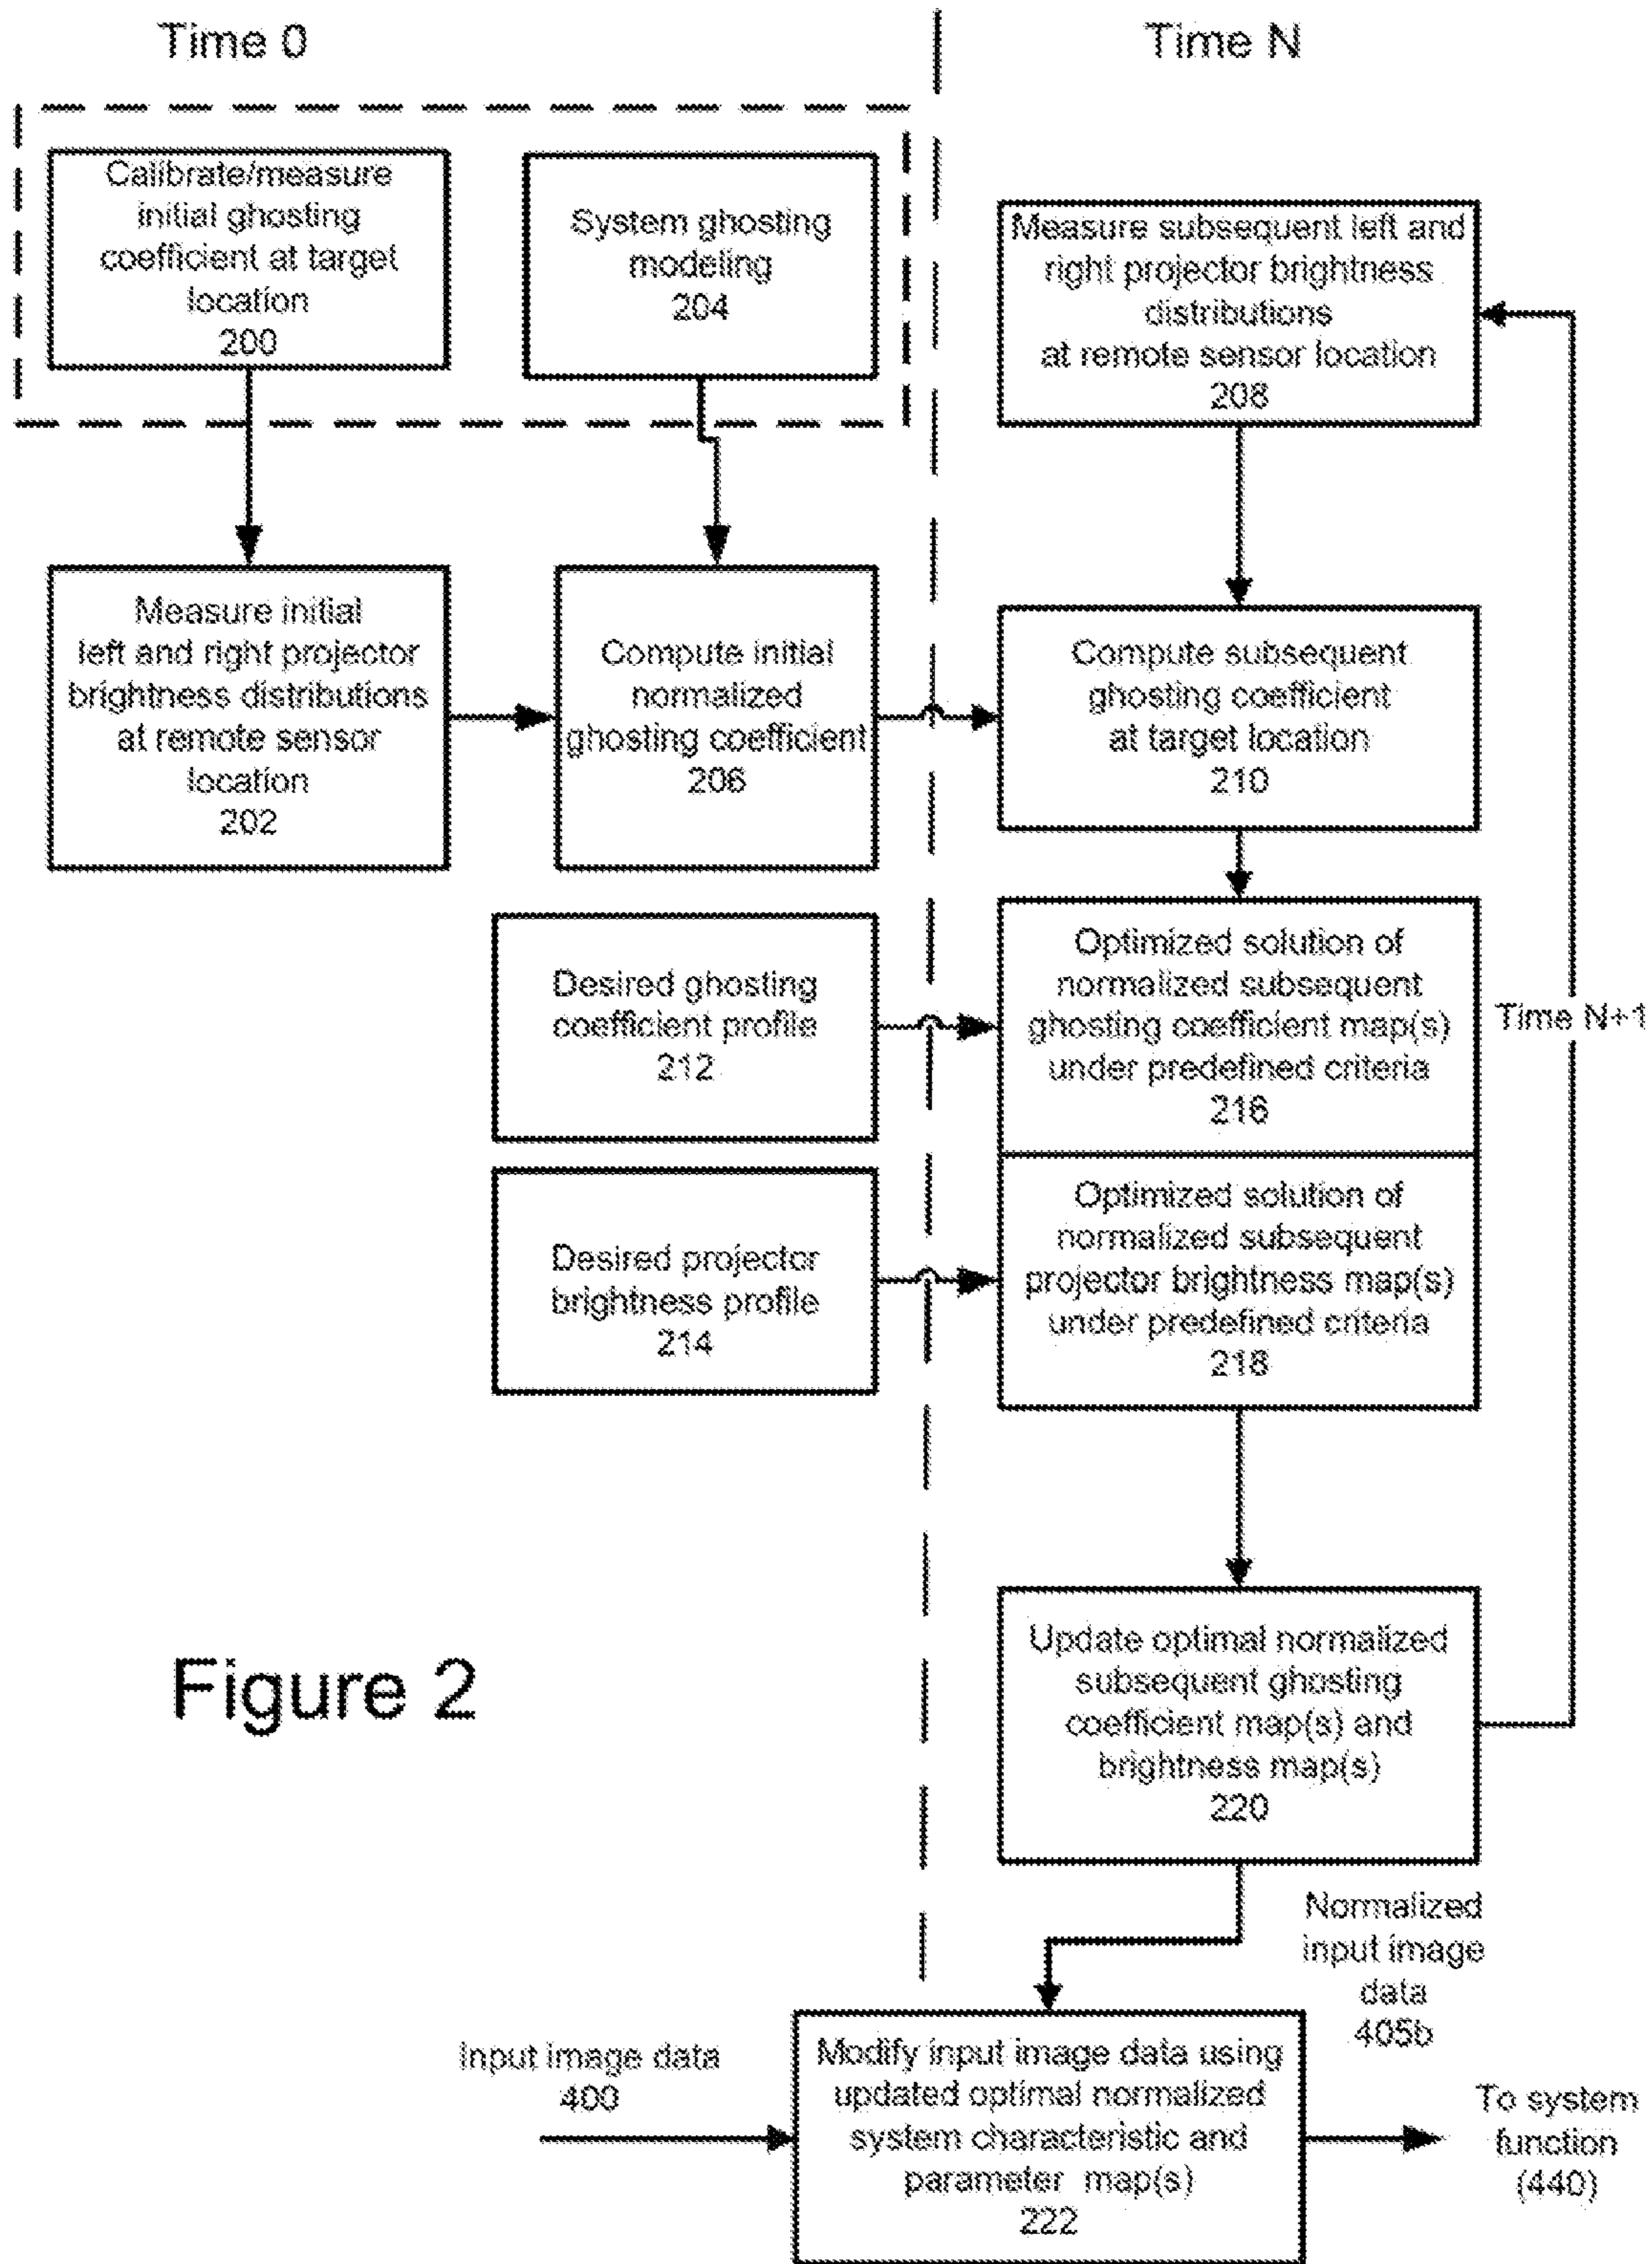 Time 0
Time N
Calibrate/measure
initial ghosting
coefficient at target
location
200
System ghosting
modeling
204
Measure subsequent left and
right projector brightness
distributions
at remote sensor location
208
Measure initial
left and right projector
brightness distributions
at remote sensor
location
202
Compute initial
normalized
ghosting coefficient
206
Compute subsequent
ghosting coefficient
at target location
210
Desired ghosting
coefficient profile
212
Optimized solution of
normalized subsequent
ghosting coefficient map(s)
under predefined criteria
216
Time N+1
Desired projector
brightness profile
214
Optimized solution of
normalized subsequent
projector brightness map(s)
under predefined criteria
218
Figure 2
Update optimal normalized
subsequent ghosting
coefficient map(s) and
brightness map(s)
220
Normalized
input image
data
405b
Input image data
400
Modify input image data using
updated optimal normalized
system characteristic and
parameter map(s)
222
To system
function
(440)